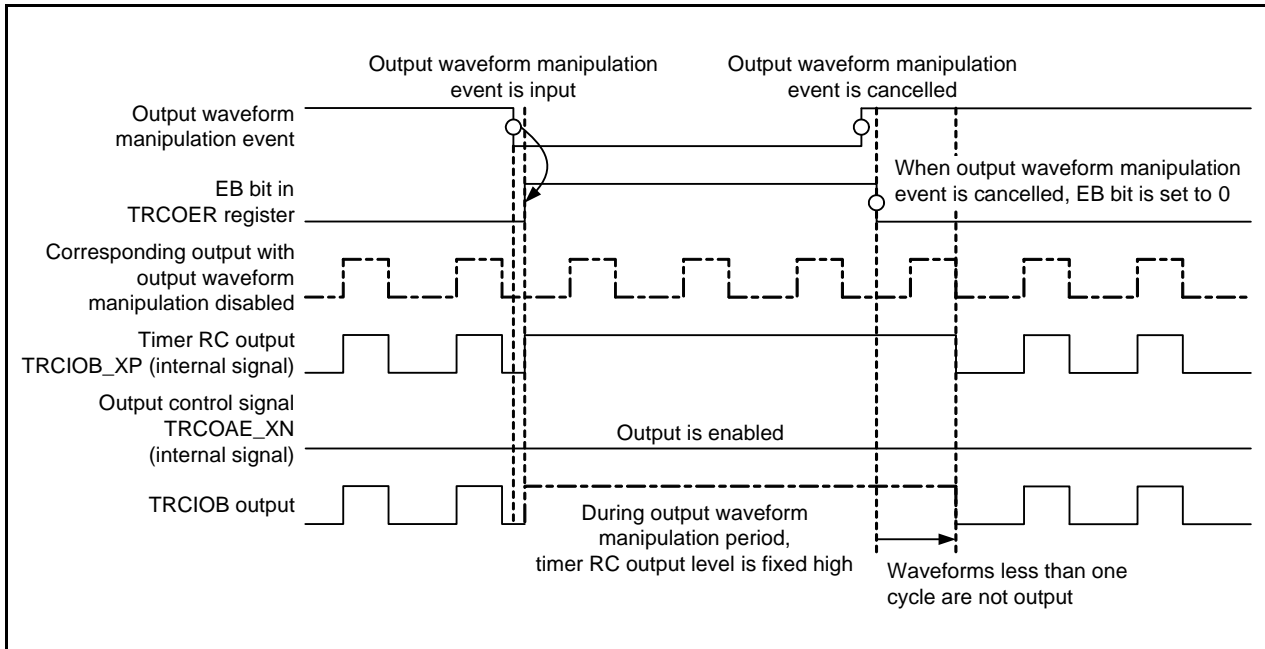 Output waveform manipulation
event is input
Output waveform manipulation
event is cancelled
Output waveform
manipulation event
When output waveform manipulation
event is cancelled, EB bit is set to 0
EB bit in
TRCOER register
Corresponding output with
output waveform
manipulation disabled
Timer RC output
TRCIOB_XP (internal signal)
Output control signal
TRCOAE_XN
(internal signal)
Output is enabled
TRCIOB output
During output waveform
manipulation period,
timer RC output level is fixed high
Waveforms less than one
cycle are not output